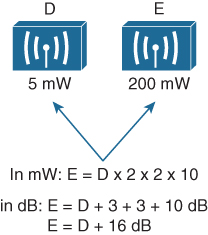 D E
5 mW 200 mW
In mW: E = D x 2 x 2 x 10
in dB: E = D + 3 + 3 + 10 dB
E = D + 16 dB